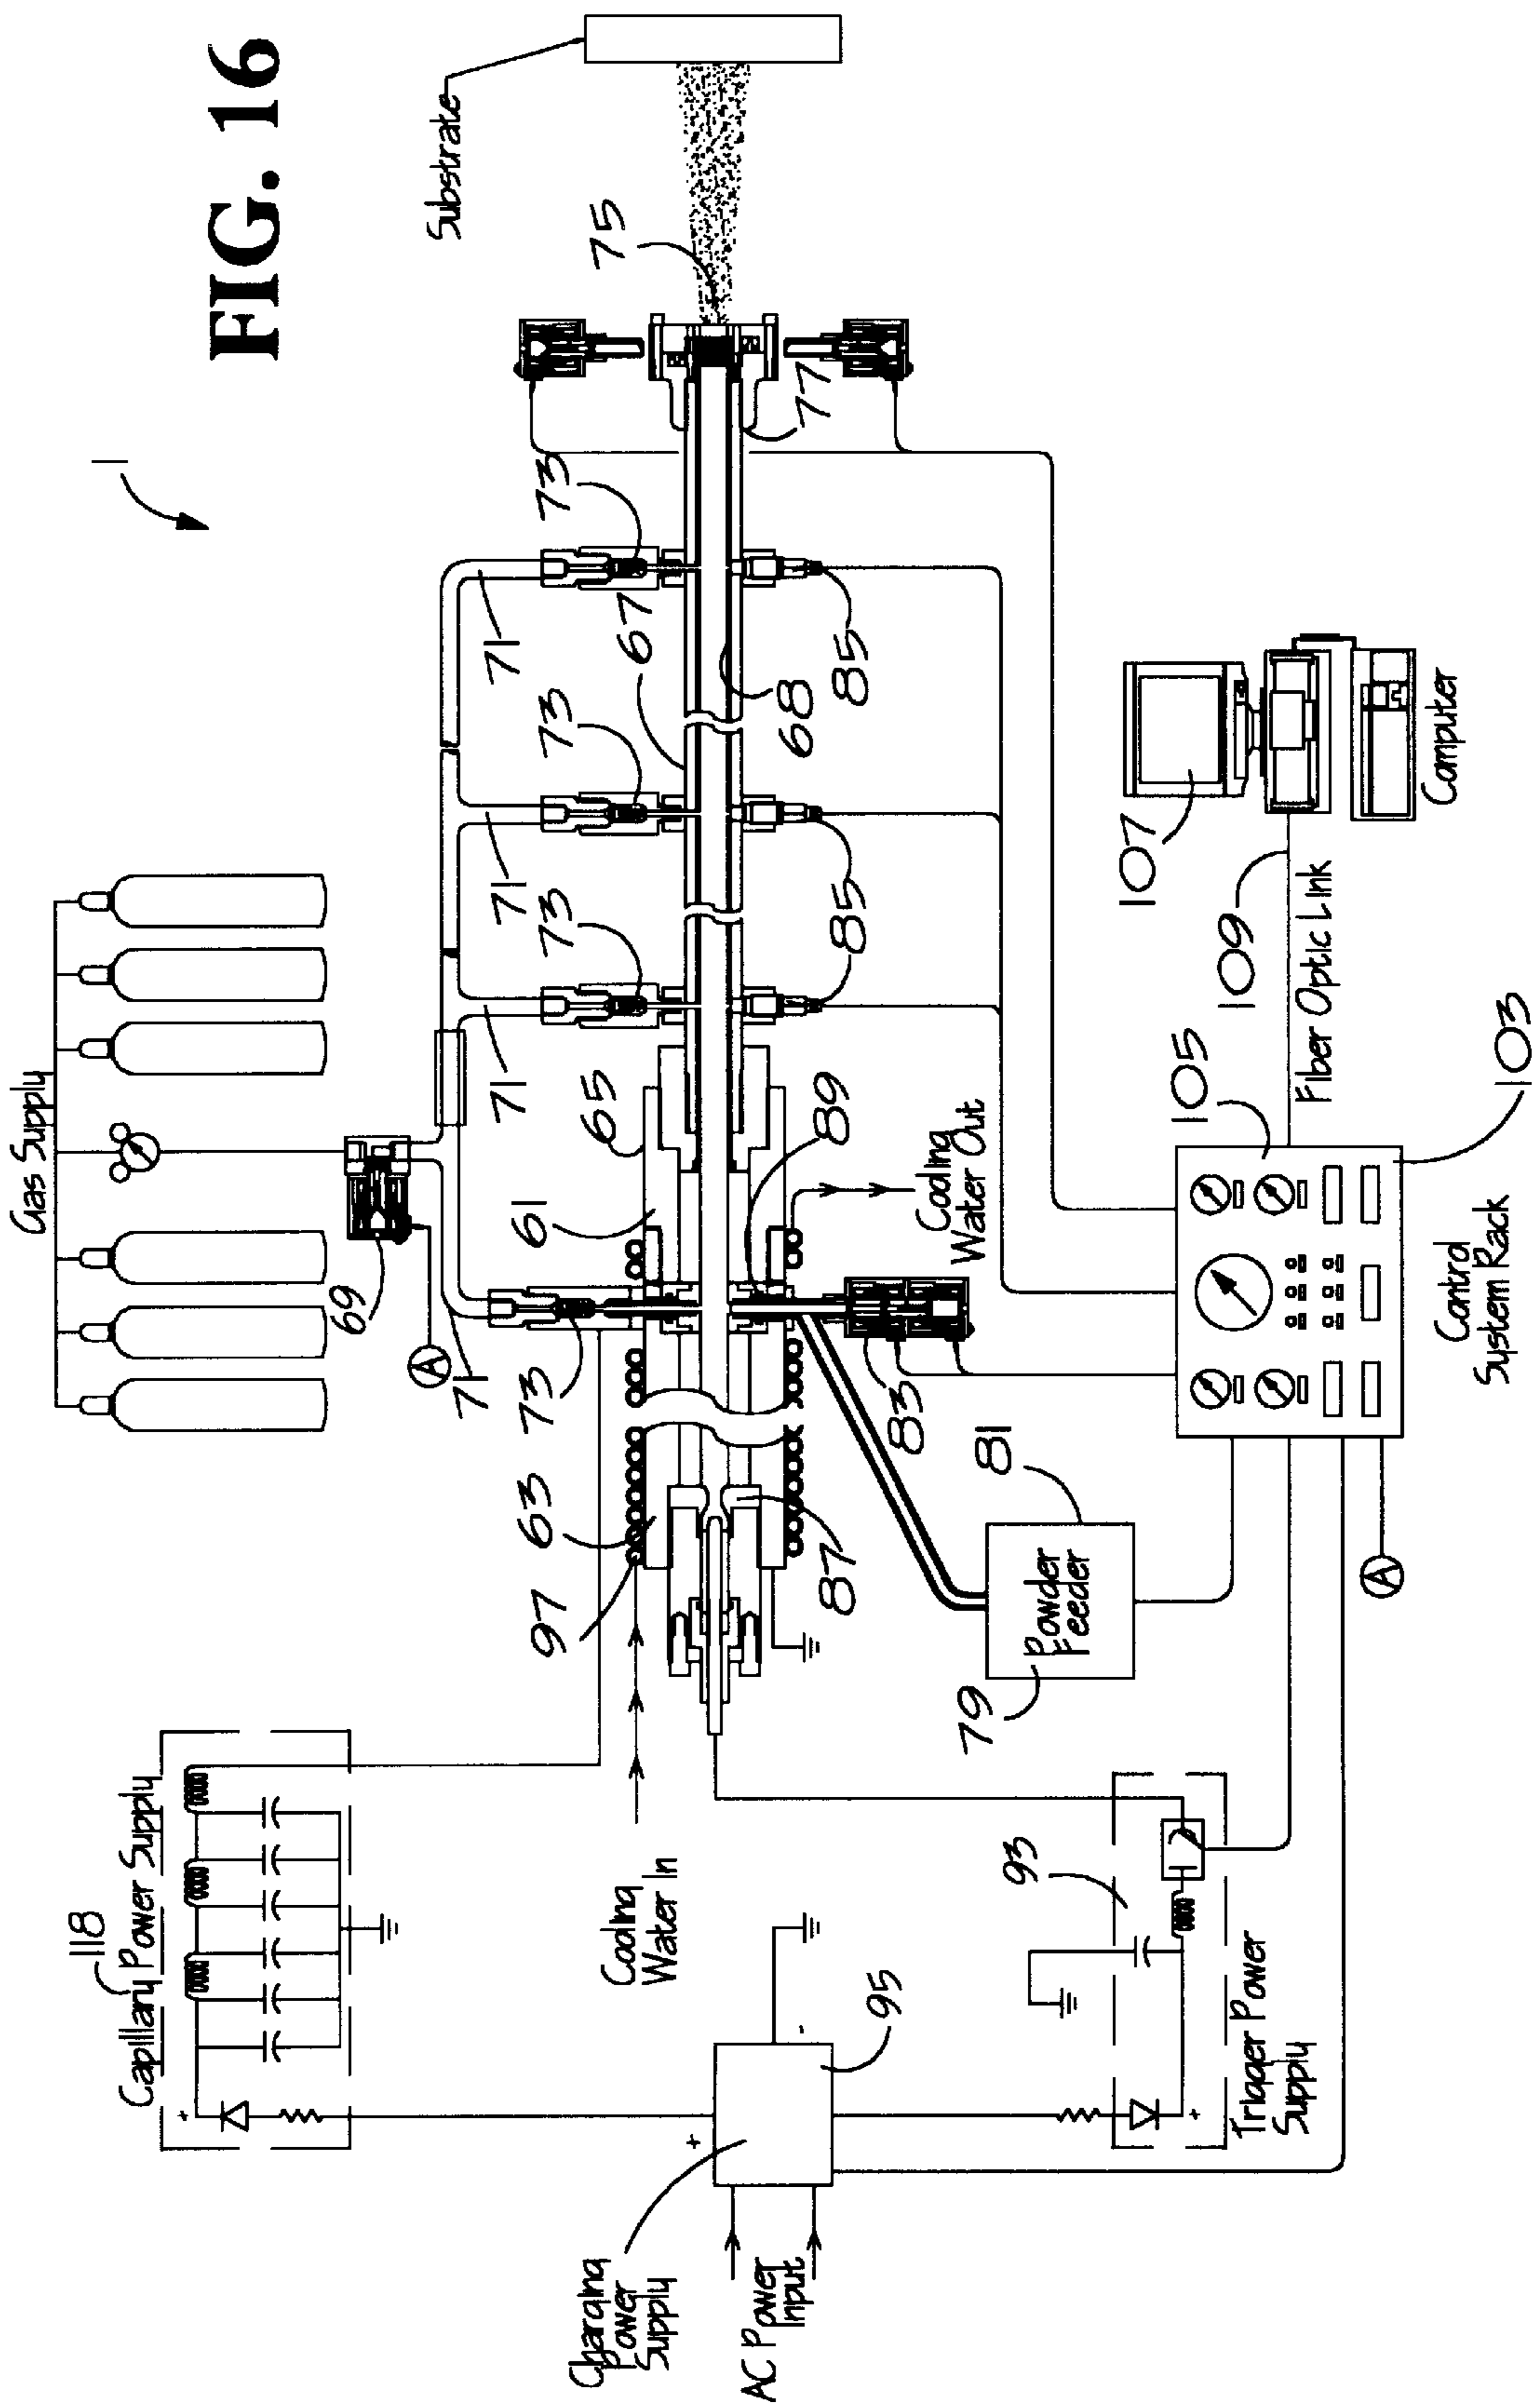 FIG. 16
1
Substrate
75
77
Gas Supply
69
A
71
71
71
71
73
73
73
73
67
68
85
85
85
65
61
89
63
97
87
83
81
79
Powder
Feeder
Cooling
Water Out
Cooling
Water In
118
Capillary Power Supply
+
Charging
Power
Supply
+
-
95
AC Power
Input
93
+
Trigger Power
Supply
A
Control
System Rack
103
105
Fiber Optic Link
109
107
Computer